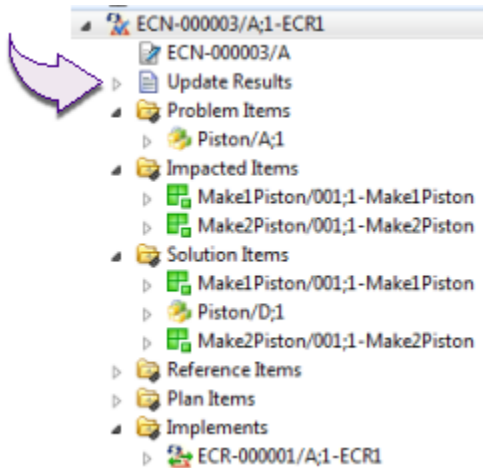 ECN-000003/A;1-ECR1
ECN-000003/A
Update Results
Problem Items
Piston/A;1
Impacted Items
Make1Piston/001;1-Make1Piston
Make2Piston/001;1-Make2Piston
Solution Items
Make1Piston/001;1-Make1Piston
Piston/D;1
Make2Piston/001;1-Make2Piston
Reference Items
Plan Items
Implements
ECR-000001/A;1-ECR1